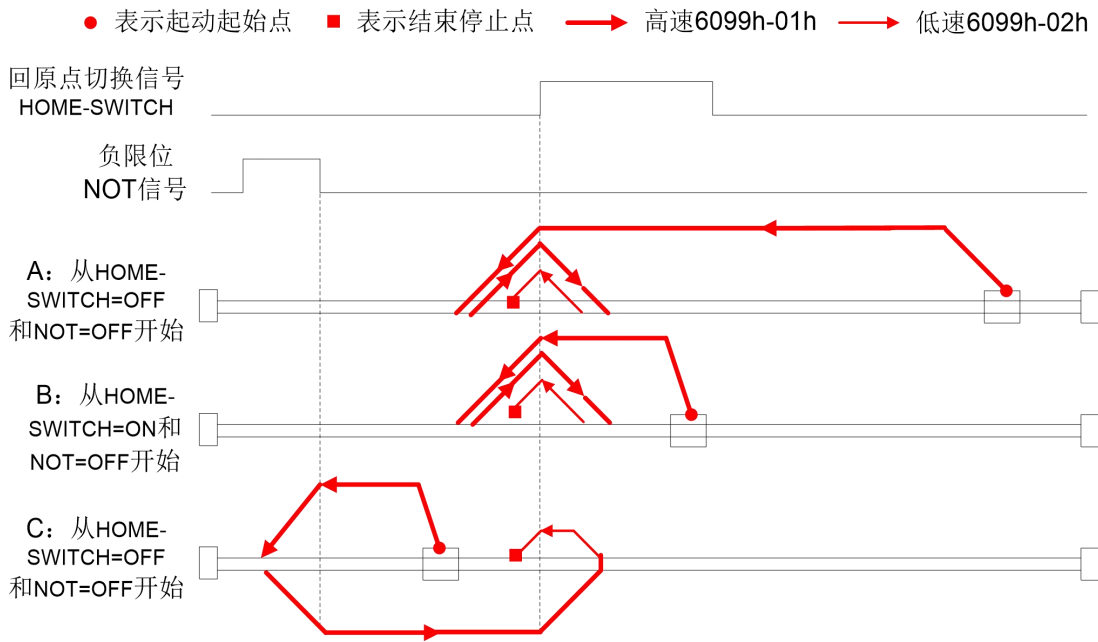 表示起动起始点 表示结束停止点 高速6099h-01h 低速6099h-02h
回原点切换信号
HOME-SWITCH
负限位
NOT信号
A：从HOME-
SWITCH=OFF
和NOT=OFF开始
B：从HOME-
SWITCH=ON和
NOT=OFF开始
C：从HOME-
SWITCH=OFF
和NOT=OFF开始